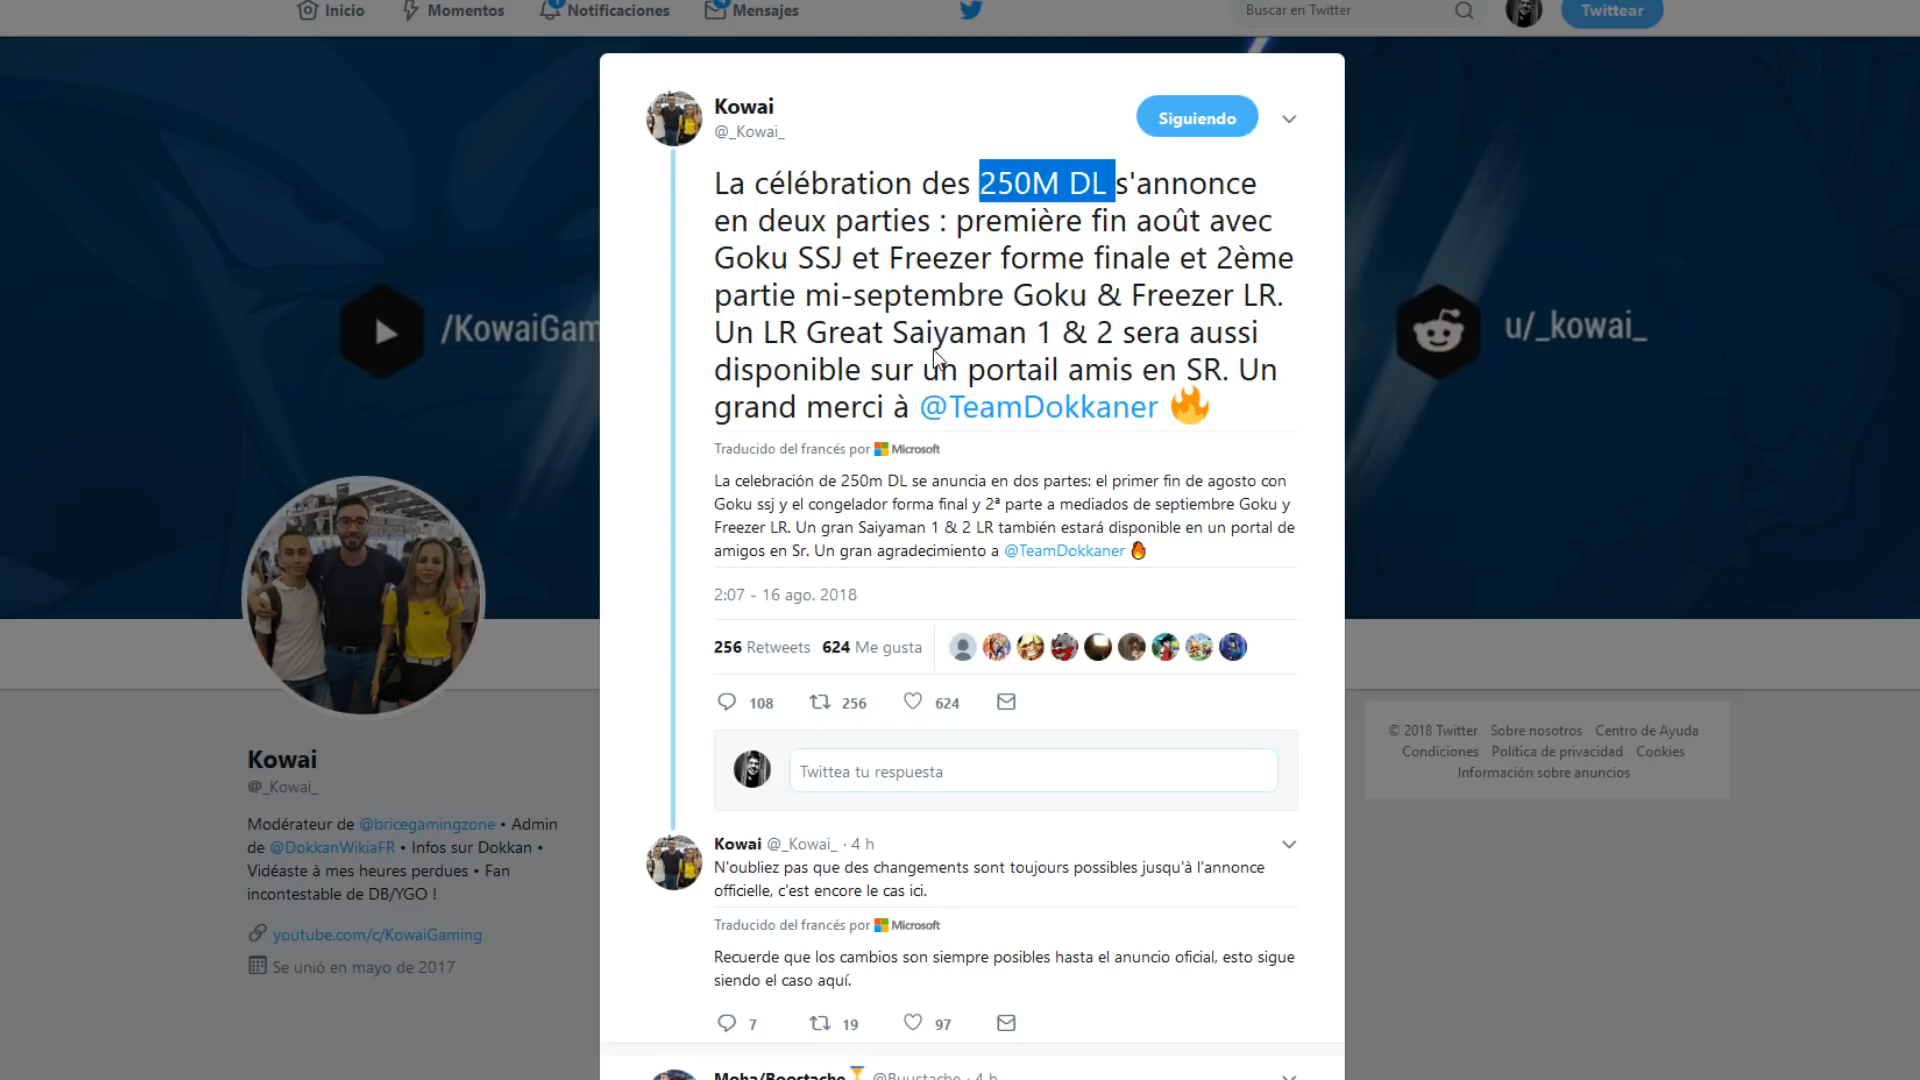 Inicio Momentos Notificaciones Mensajes Buscar en Twitter Twittear
/KowaiGam
u/_kowai_
Kowai
@_Kowai_
Siguiendo
La célébration des 250M DL s'annonce
en deux parties : première fin août avec
Goku SSJ et Freezer forme finale et 2ème
partie mi-septembre Goku & Freezer LR.
Un LR Great Saiyaman 1 & 2 sera aussi
disponible sur un portail amis en SR. Un
grand merci à @TeamDokkaner 🔥
Traducido del francés por Microsoft
La celebración de 250m DL se anuncia en dos partes: el primer fin de agosto con
Goku ssj y el congelador forma final y 2ª parte a mediados de septiembre Goku y
Freezer LR. Un gran Saiyaman 1 & 2 LR también estará disponible en un portal de
amigos en Sr. Un gran agradecimiento a @TeamDokkaner 🔥
2:07 - 16 ago. 2018
256 Retweets 624 Me gusta
108 256 624
Twittea tu respuesta
Kowai @_Kowai_ · 4 h
N'oubliez pas que des changements sont toujours possibles jusqu'à l'annonce
officielle, c'est encore le cas ici.
Traducido del francés por Microsoft
Recuerde que los cambios son siempre posibles hasta el anuncio oficial, esto sigue
siendo el caso aquí.
7 19 97
Moha/Boostache @Buustache · 4 h
Kowai
@_Kowai_
Modérateur de @bricegamingzone • Admin
de @DokkanWikiaFR • Infos sur Dokkan •
Vidéaste à mes heures perdues • Fan
incontestable de DB/YGO !
youtube.com/c/KowaiGaming
Se unió en mayo de 2017
© 2018 Twitter Sobre nosotros Centro de Ayuda
Condiciones Política de privacidad Cookies
Información sobre anuncios